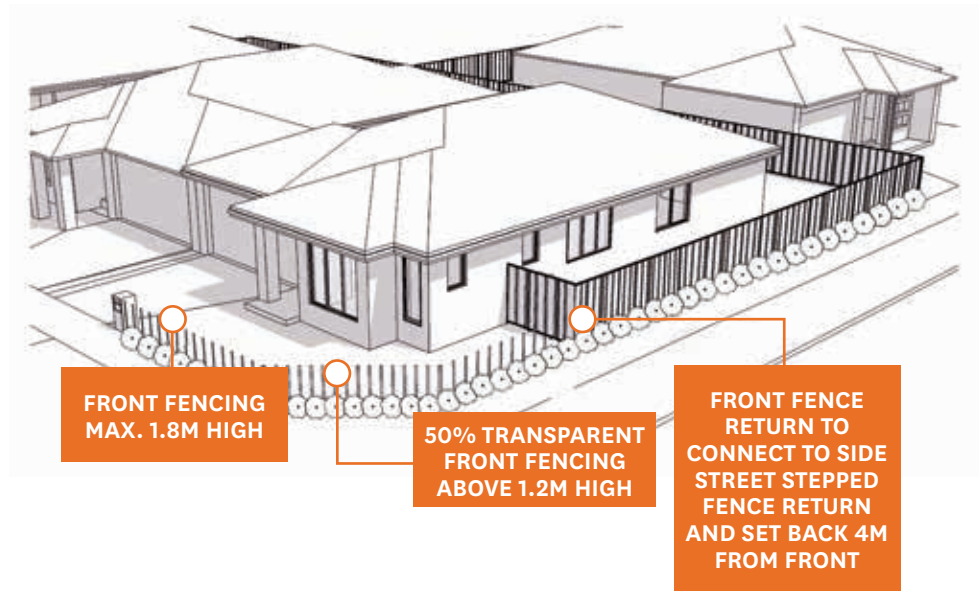 FRONT FENCING
MAX. 1.8M HIGH
50% TRANSPARENT
FRONT FENCING
ABOVE 1.2M HIGH
FRONT FENCE
RETURN TO
CONNECT TO SIDE
STREET STEPPED
FENCE RETURN
AND SET BACK 4M
FROM FRONT